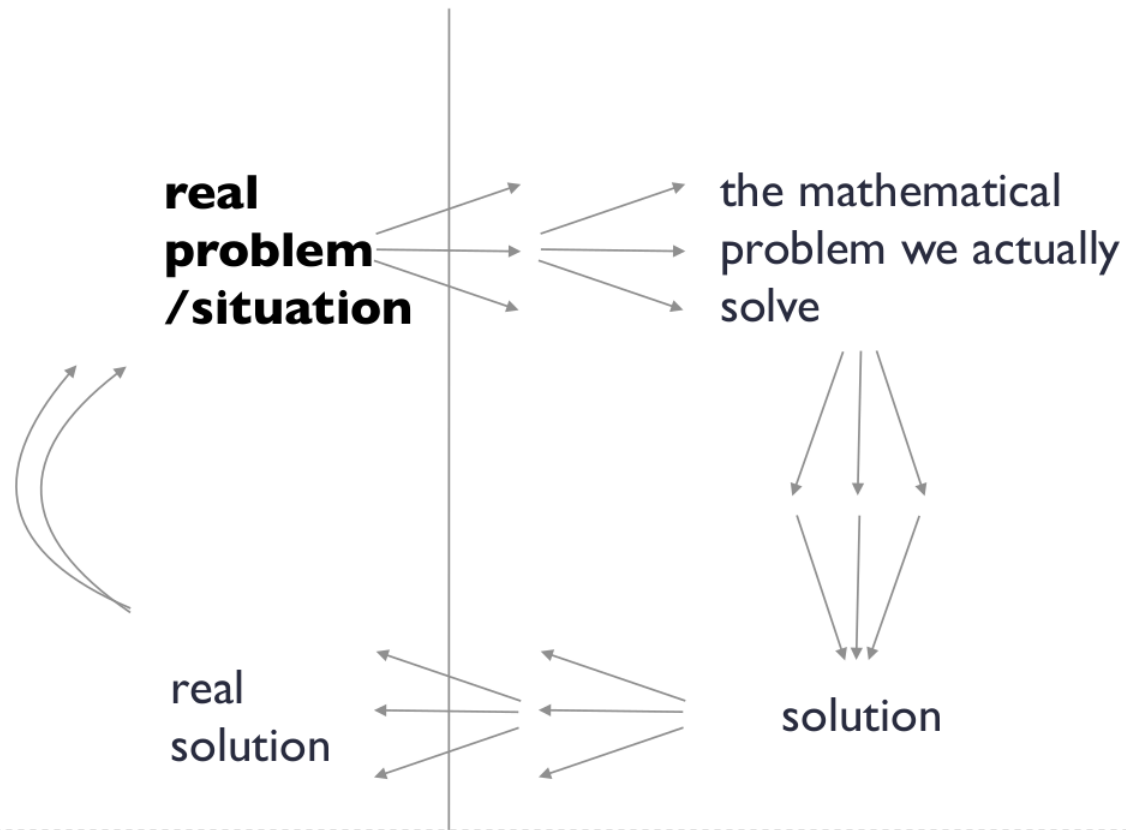 real
problem
/situation
the mathematical
problem we actually
solve
real
solution
solution